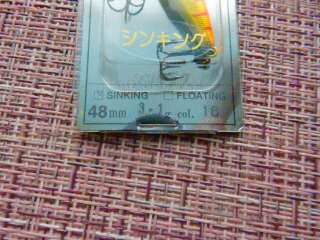 シンキング
SINKING FLOATING
48mm 3.1g col. 16